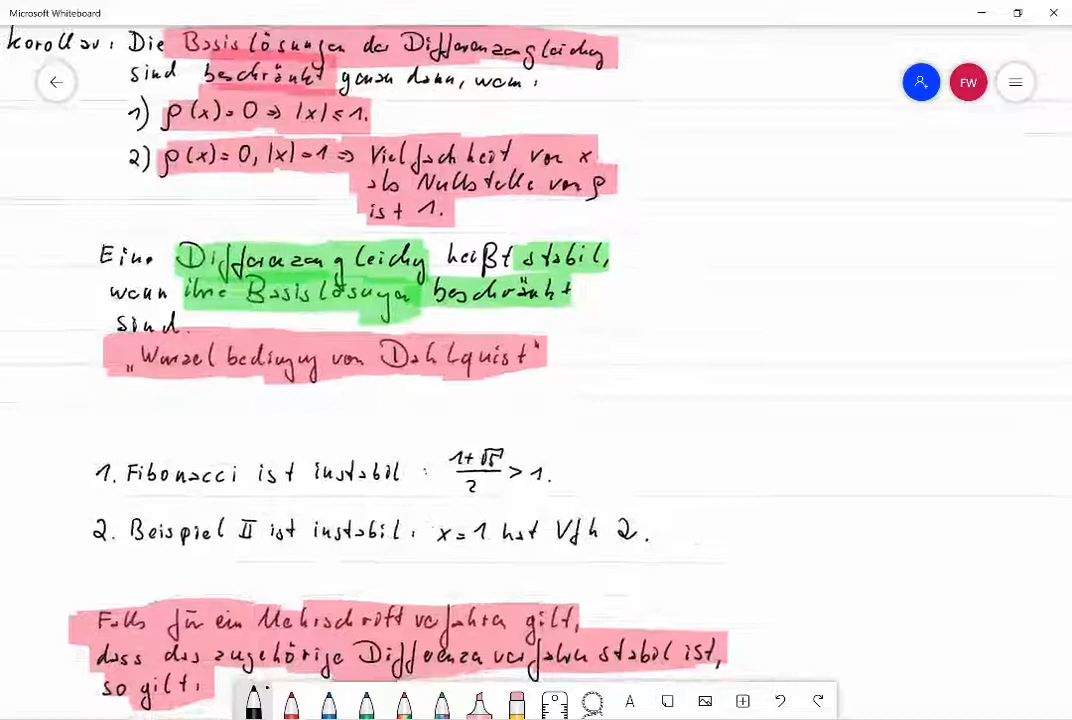 Microsoft Whiteboard
Korollar: Die Basislösungen der Differenzengleichg
sind beschränkt genau dann, wenn:
FW
1) ρ(x)=0 ⇒ |x| ≤ 1.
2) ρ(x)=0, |x|=1 ⇒ Vielfachheit von x
als Nullstelle von ρ
ist 1.
Eine Differenzengleichg heißt stabil,
wenn ihre Basislösungen beschränkt
sind.
„Wurzelbedingung von Dahlquist"
1. Fibonacci ist instabil : (1+√5)/2 > 1.
2. Beispiel II ist instabil: x=1 hat Vfh 2.
Falls für ein Mehrschrittverfahren gilt,
dass das zugehörige Differenzenverfahren stabil ist,
so gilt:
A